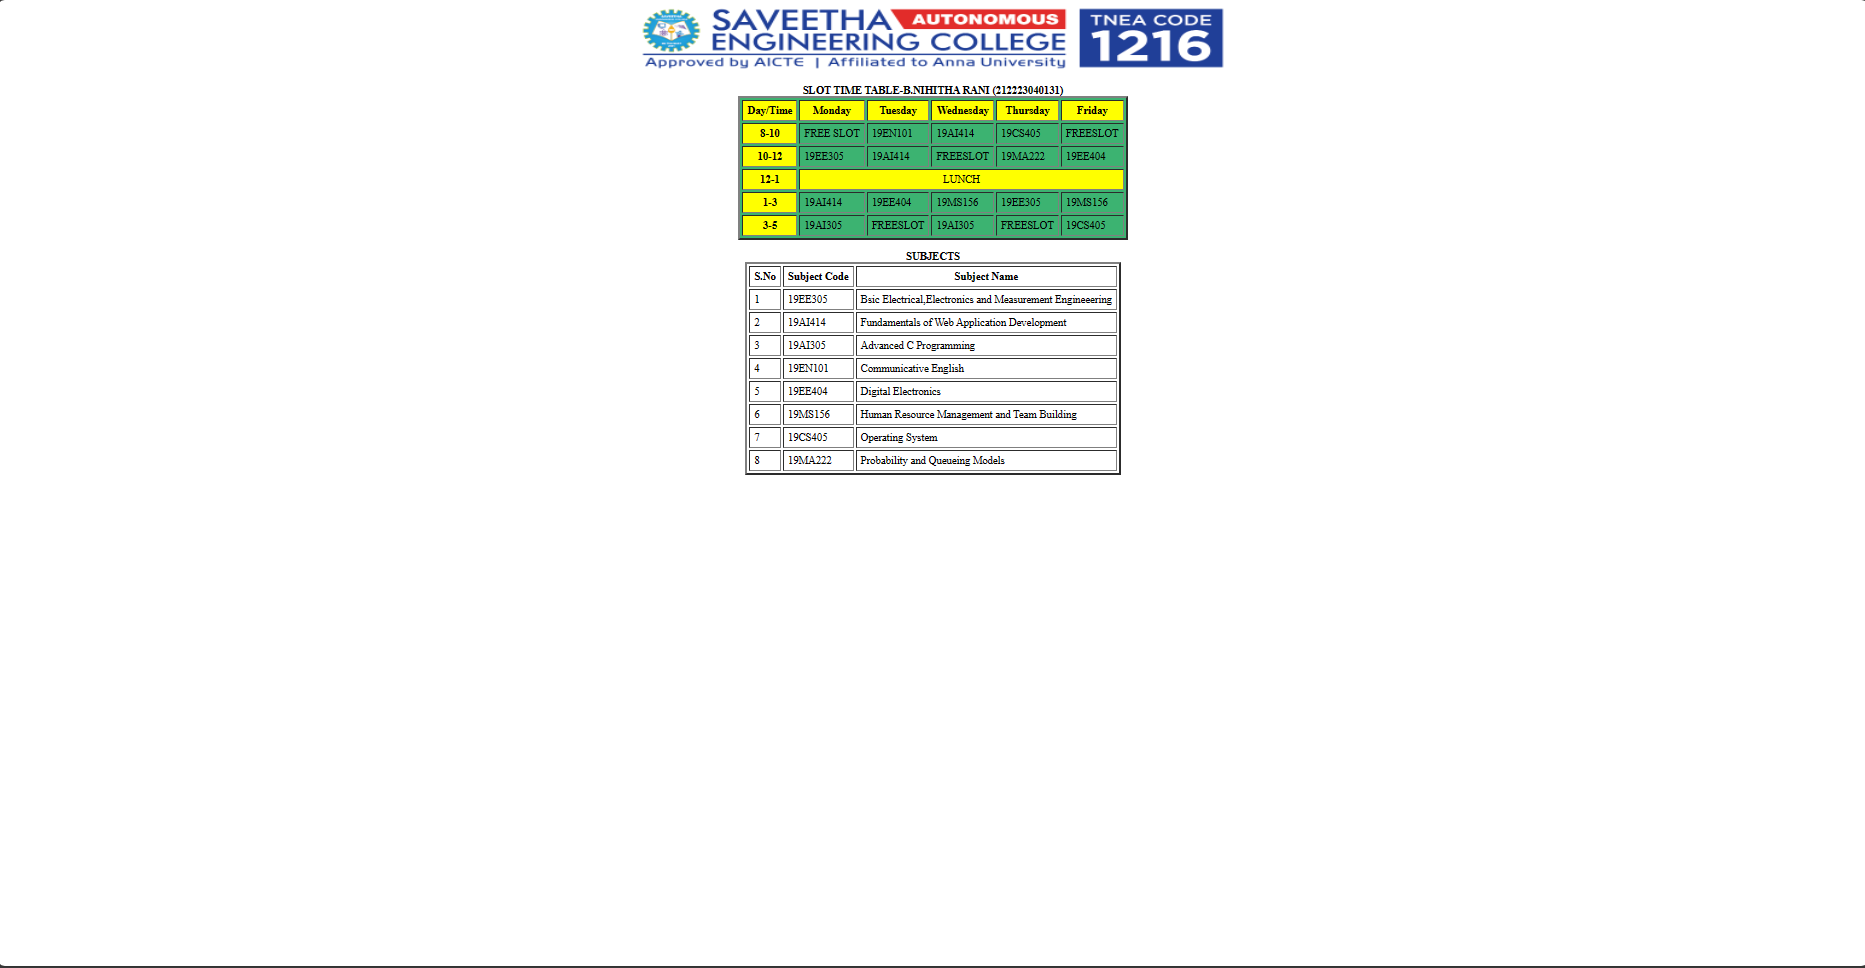 SAVEETHA AUTONOMOUS
ENGINEERING COLLEGE
Approved by AICTE | Affiliated to Anna University
TNEA CODE
1216
SLOT TIME TABLE-B.NIHITHA RANI (212223040131)
Day/Time Monday Tuesday Wednesday Thursday Friday
8-10 FREE SLOT 19EN101 19AI414 19CS405 FREESLOT
10-12 19EE305 19AI414 FREESLOT 19MA222 19EE404
12-1 LUNCH
1-3 19AI414 19EE404 19MS156 19EE305 19MS156
3-5 19AI305 FREESLOT 19AI305 FREESLOT 19CS405
SUBJECTS
S.No Subject Code Subject Name
1 19EE305 Bsic Electrical,Electronics and Measurement Engineeering
2 19AI414 Fundamentals of Web Application Development
3 19AI305 Advanced C Programming
4 19EN101 Communicative English
5 19EE404 Digital Electronics
6 19MS156 Human Resource Management and Team Building
7 19CS405 Operating System
8 19MA222 Probability and Queueing Models